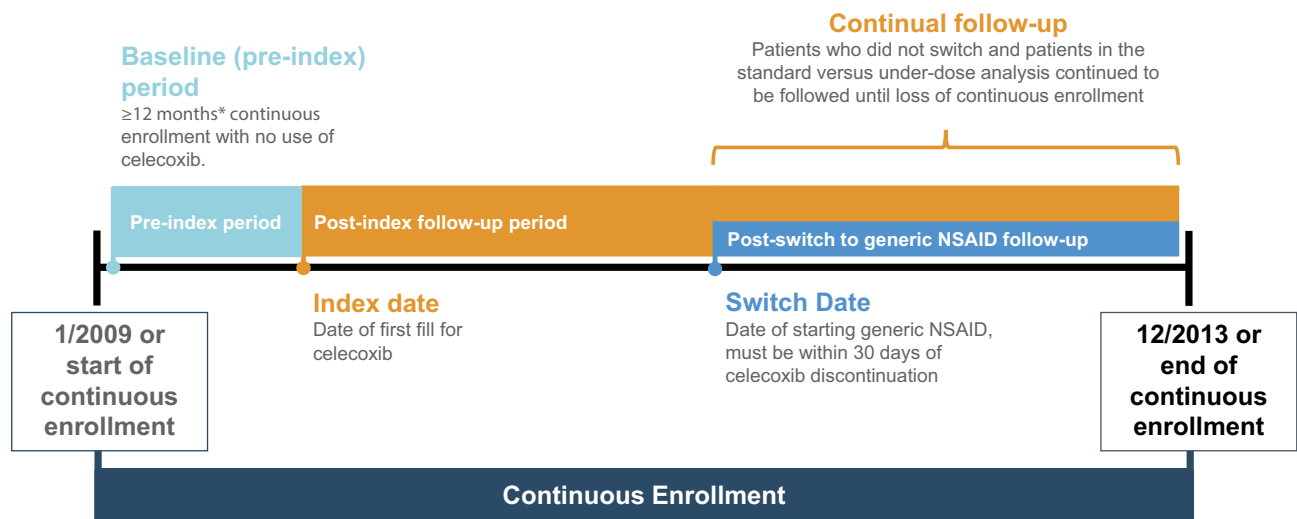 Baseline (pre-index)
period
≥12 months* continuous
enrollment with no use of
celecoxib.
Continual follow-up
Patients who did not switch and patients in the
standard versus under-dose analysis continued to
be followed until loss of continuous enrollment
Pre-index period
Post-index follow-up period
Post-switch to generic NSAID follow-up
Index date
Date of first fill for
celecoxib
Switch Date
Date of starting generic NSAID,
must be within 30 days of
celecoxib discontinuation
1/2009 or
start of
continuous
enrollment
12/2013 or
end of
continuous
enrollment
Continuous Enrollment